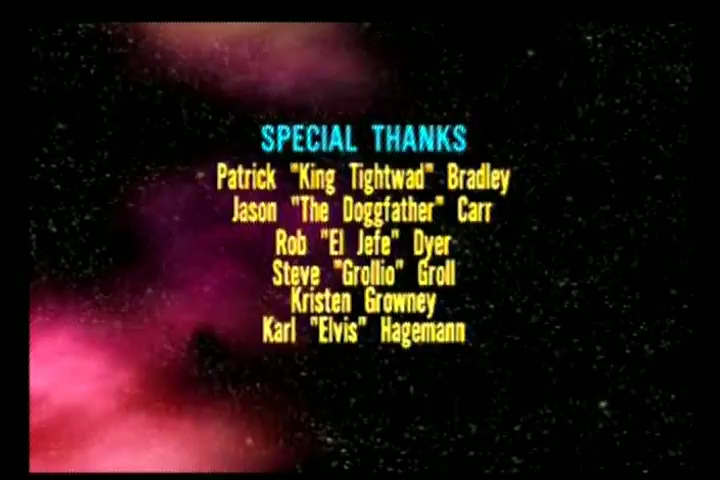 SPECIAL THANKS
Patrick "King Tightwad" Bradley
Jason "The Doggfather" Carr
Rob "El Jefe" Dyer
Steve "Grollio" Groll
Kristen Growney
Karl "Elvis" Hagemann